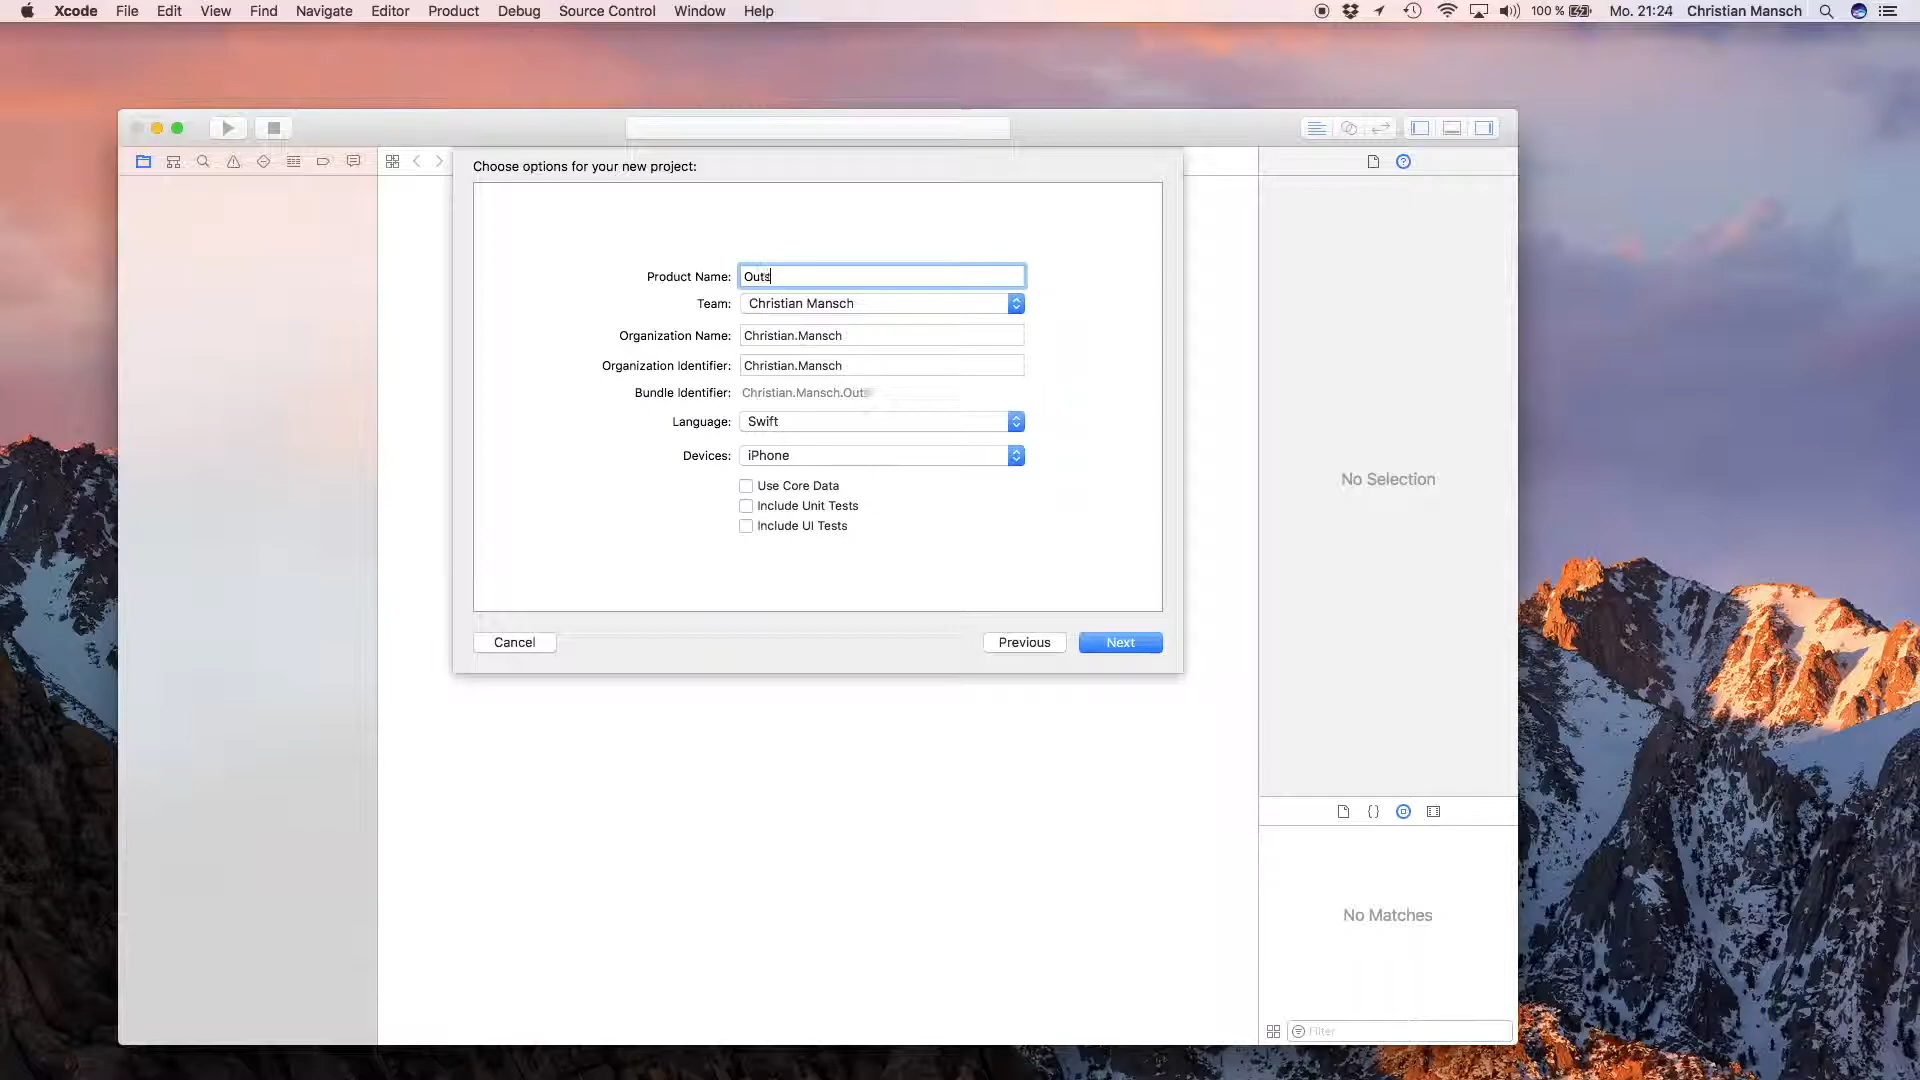 Xcode File Edit View Find Navigate Editor Product Debug Source Control Window Help
100 % Mo. 21:24 Christian Mansch
Choose options for your new project:
Product Name: Outs
Team: Christian Mansch
Organization Name: Christian.Mansch
Organization Identifier: Christian.Mansch
Bundle Identifier: Christian.Mansch.Outs
Language: Swift
Devices: iPhone
Use Core Data
Include Unit Tests
Include UI Tests
Cancel Previous Next
No Selection
No Matches
Filter